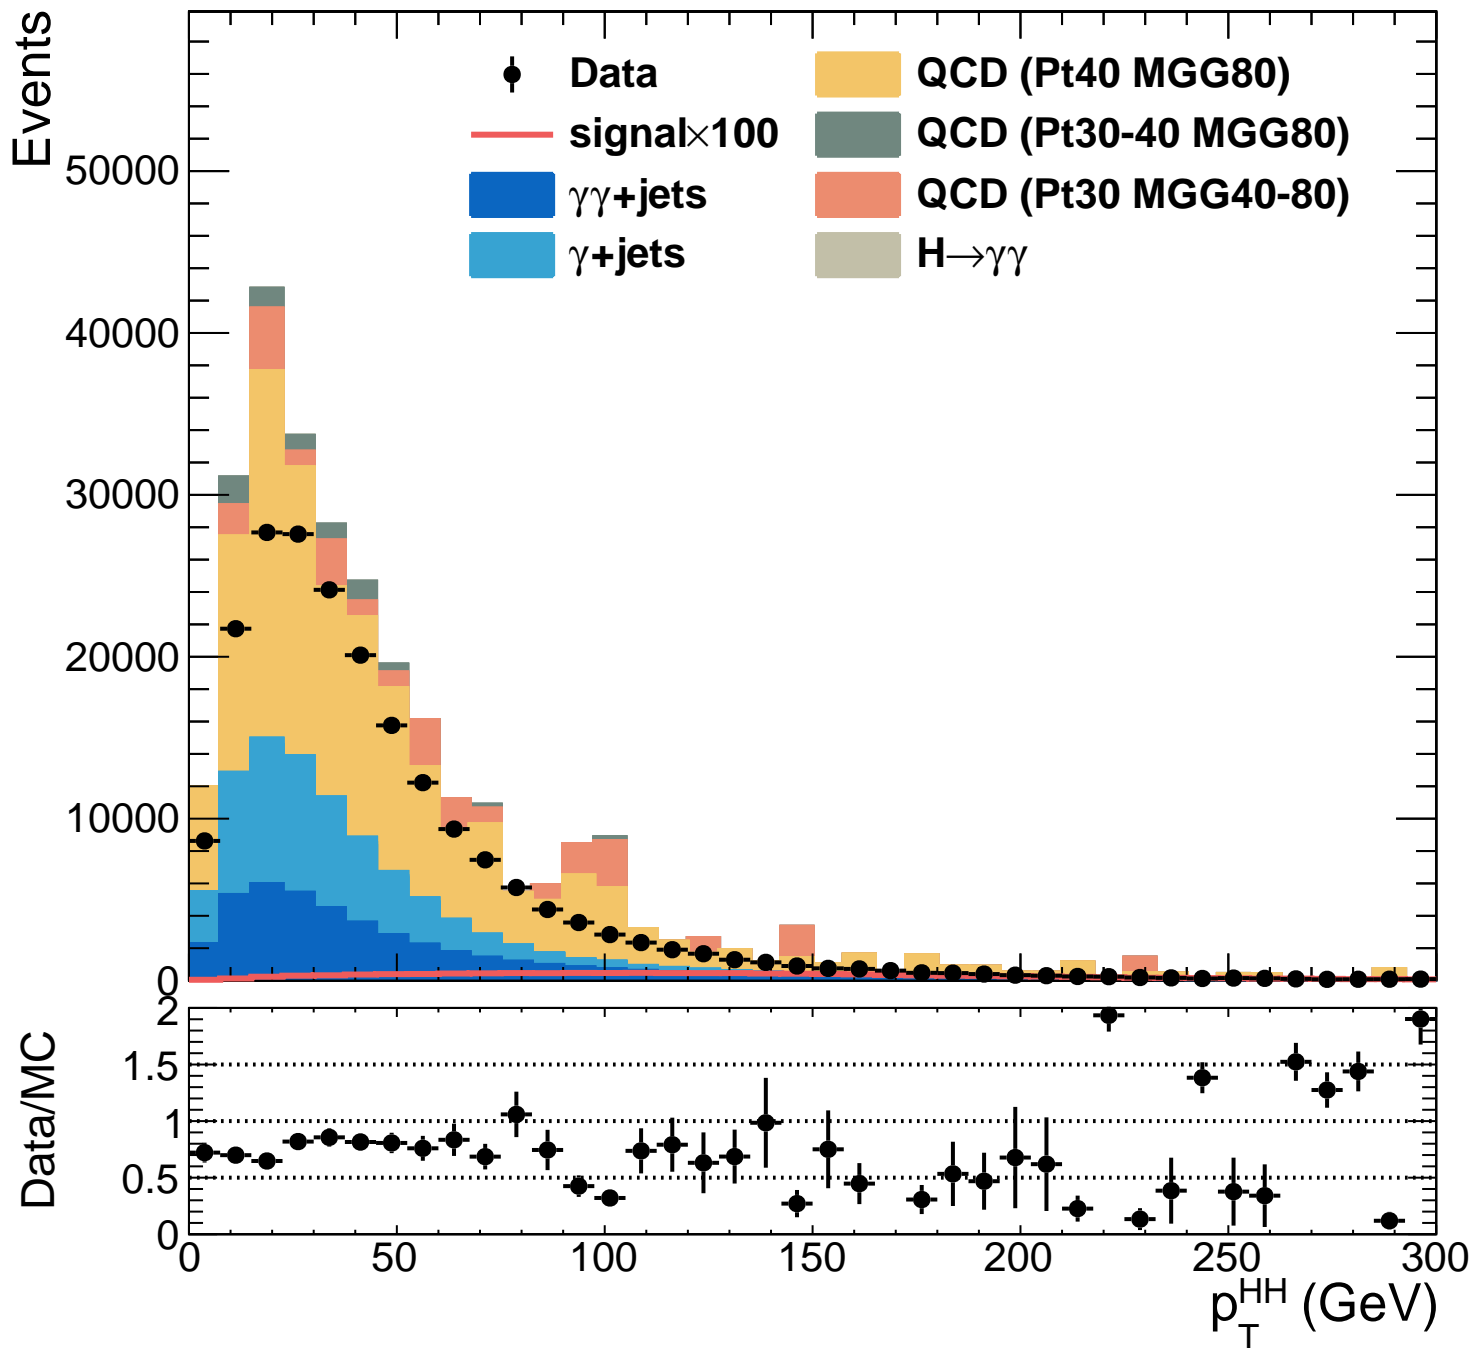 Events
Data
signal×100
γγ+jets
γ+jets
QCD (Pt40 MGG80)
QCD (Pt30-40 MGG80)
QCD (Pt30 MGG40-80)
H→γγ
50000
40000
30000
20000
10000
0
Data/MC
2
1.5
1
0.5
0
0 50 100 150 200 250 300
p_T^HH (GeV)